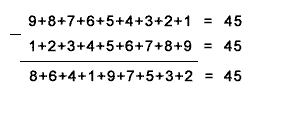 9+8+7+6+5+4+3+2+1 = 45
− 1+2+3+4+5+6+7+8+9 = 45
8+6+4+1+9+7+5+3+2 = 45